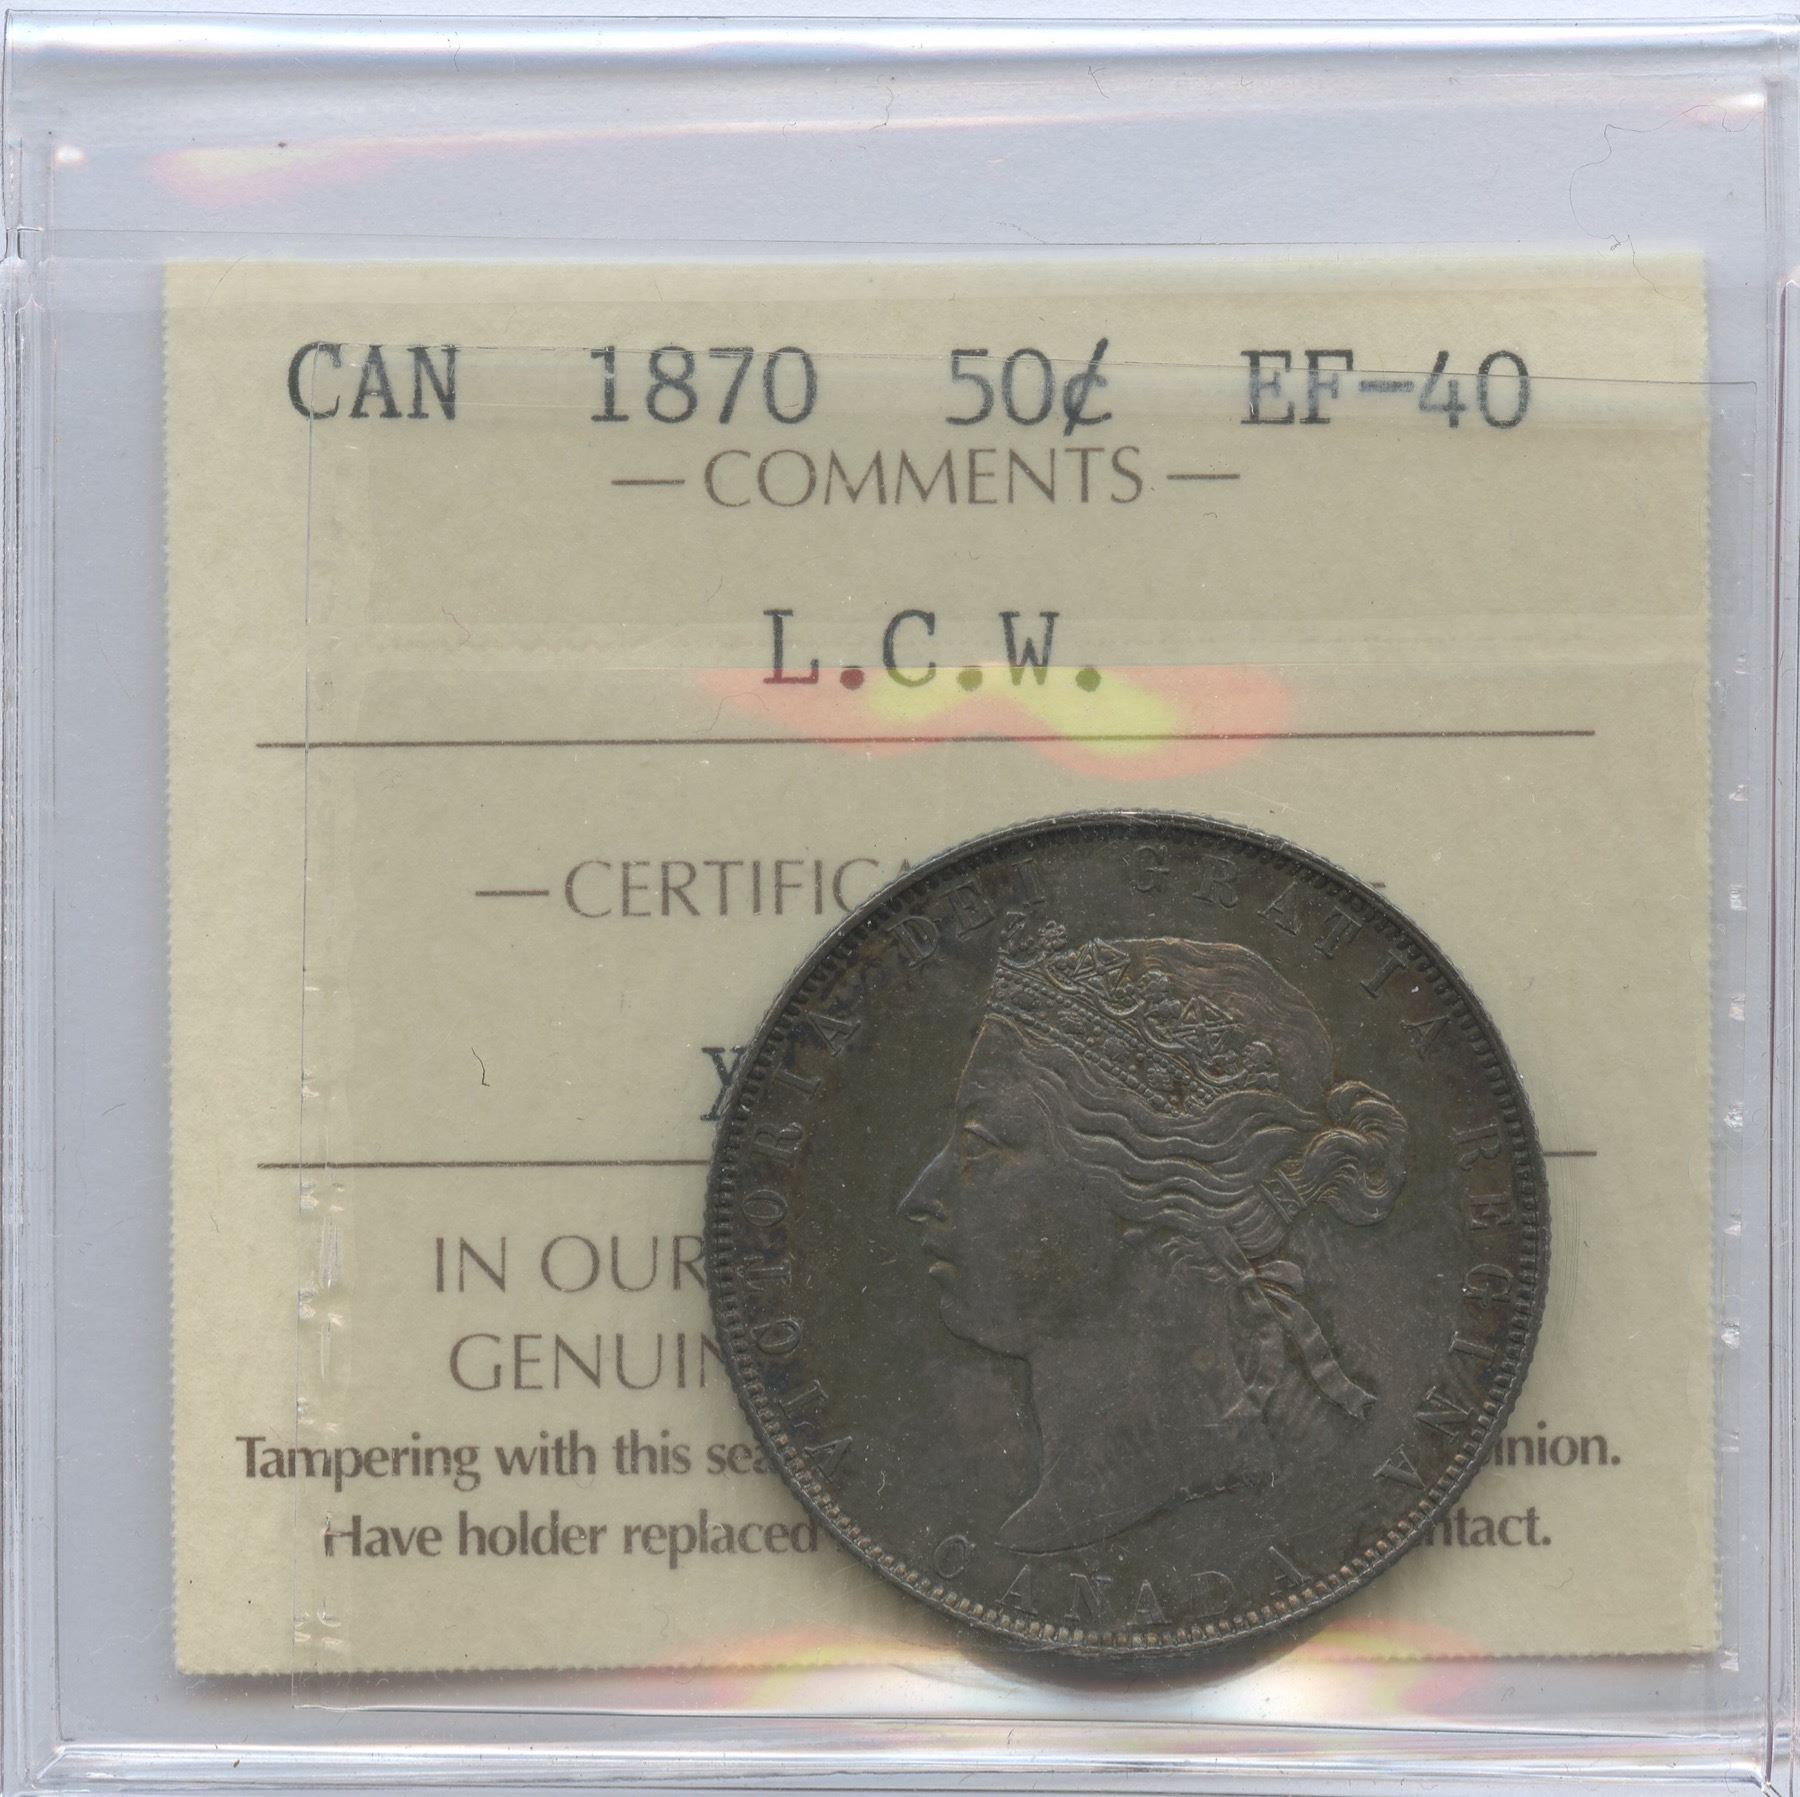 CAN 1870 50¢ EF-40
— COMMENTS —
L.C.W.
— CERTIFIC
IN OUR
GENUIN
Tampering with this sea inion.
Have holder replaced ntact.
VICTORIA DEI GRATIA REGINA
CANADA